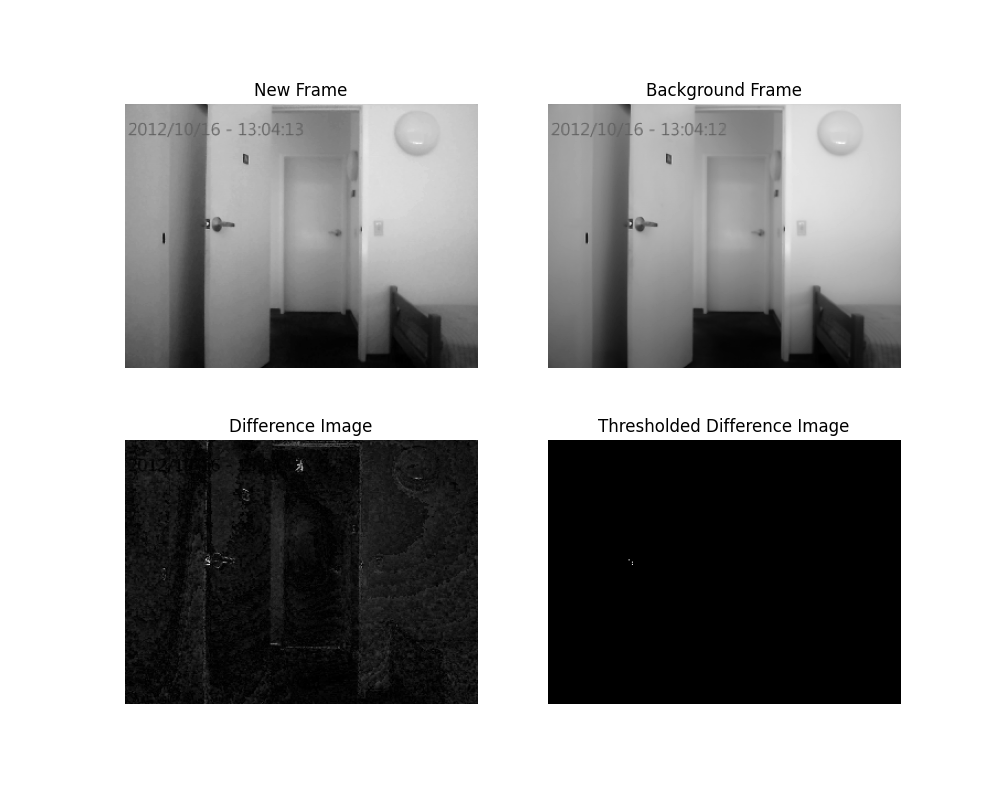 New Frame
Background Frame
2012/10/16 - 13:04:13
2012/10/16 - 13:04:12
Difference Image
Thresholded Difference Image